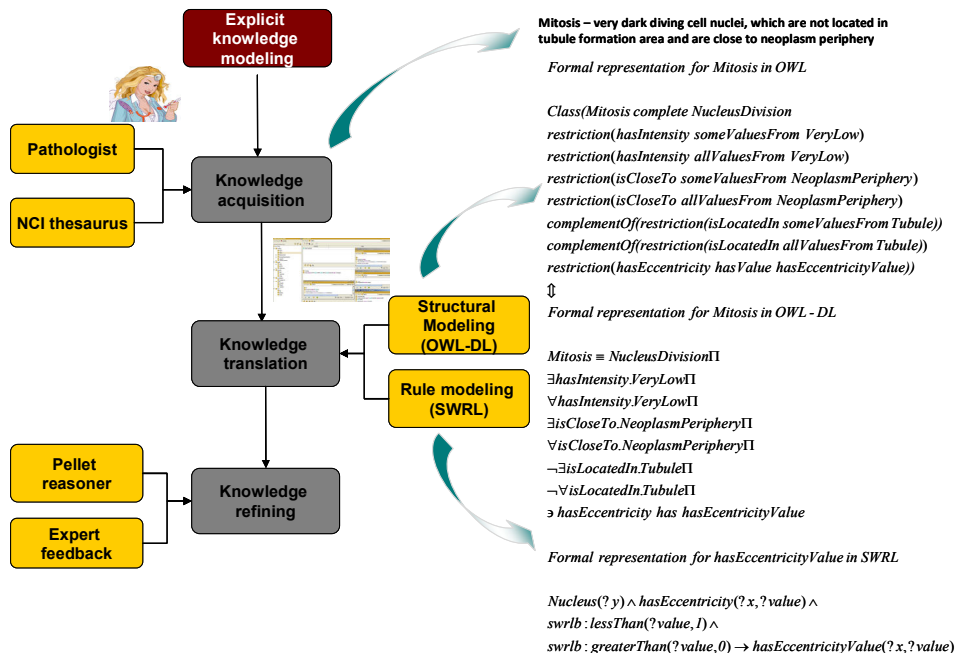 Explicit
knowledge
modeling
Pathologist
NCI thesaurus
Knowledge
acquisition
Knowledge
translation
Structural
Modeling
(OWL-DL)
Rule modeling
(SWRL)
Pellet
reasoner
Expert
feedback
Knowledge
refining
Mitosis – very dark diving cell nuclei, which are not located in
tubule formation area and are close to neoplasm periphery
Formal representation for Mitosis in OWL
Class(Mitosis complete NucleusDivision
restriction(hasIntensity someValuesFrom VeryLow)
restriction(hasIntensity allValuesFrom VeryLow)
restriction(isCloseTo someValuesFrom NeoplasmPeriphery)
restriction(isCloseTo allValuesFrom NeoplasmPeriphery)
complementOf(restriction(isLocatedIn someValuesFrom Tubule))
complementOf(restriction(isLocatedIn allValuesFrom Tubule))
restriction(hasEccentricity hasValue hasEccentricityValue))
⇕
Formal representation for Mitosis in OWL - DL
Mitosis ≡ NucleusDivisionΠ
∃hasIntensity.VeryLowΠ
∀hasIntensity.VeryLowΠ
∃isCloseTo.NeoplasmPeripheryΠ
∀isCloseTo.NeoplasmPeripheryΠ
¬∃isLocatedIn.TubuleΠ
¬∀isLocatedIn.TubuleΠ
∍ hasEccentricity has hasEcentricityValue
Formal representation for hasEccentricityValue in SWRL
Nucleus(? y) ∧ hasEccentricity(? x,? value) ∧
swrlb : lessThan(? value, 1) ∧
swrlb : greaterThan(? value,0) → hasEccentricityValue(? x,? value)